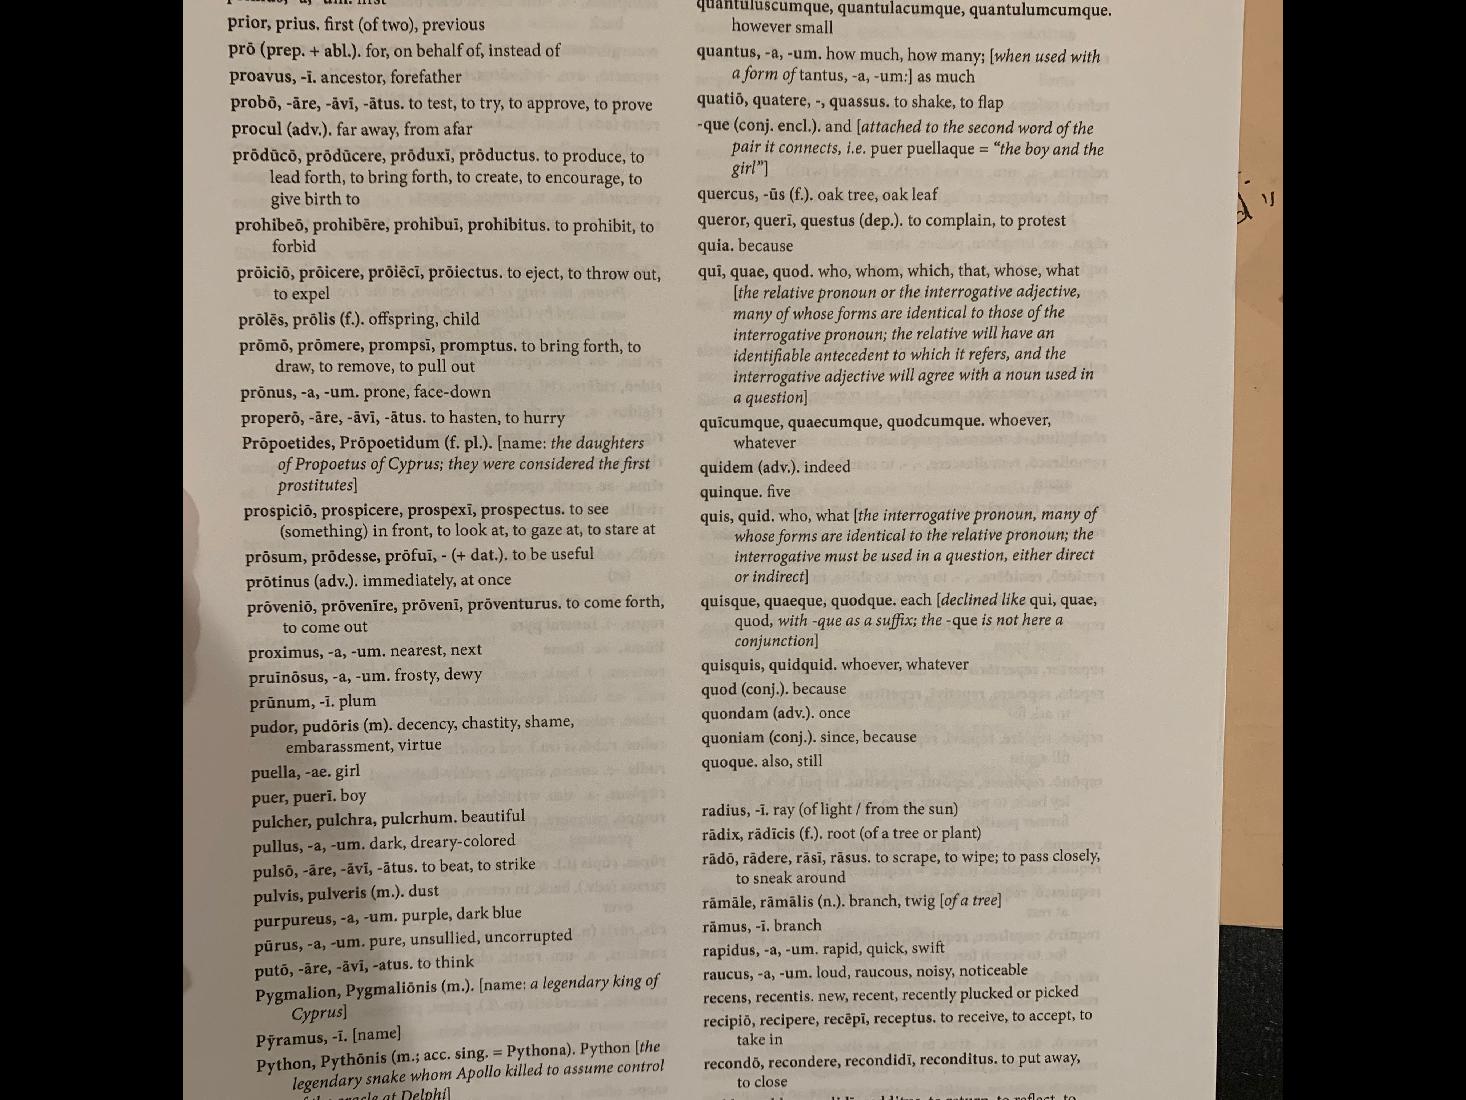 prior, prius. first (of two), previous
prō (prep. + abl.). for, on behalf of, instead of
proavus, -ī. ancestor, forefather
probō, -āre, -āvī, -ātus. to test, to try, to approve, to prove
procul (adv.). far away, from afar
prōdūcō, prōdūcere, prōduxī, prōductus. to produce, to
lead forth, to bring forth, to create, to encourage, to
give birth to
prohibeō, prohibēre, prohibuī, prohibitus. to prohibit, to
forbid
prōiciō, prōicere, prōiēcī, prōiectus. to eject, to throw out,
to expel
prōlēs, prōlis (f.). offspring, child
prōmō, prōmere, prompsī, promptus. to bring forth, to
draw, to remove, to pull out
prōnus, -a, -um. prone, face-down
properō, -āre, -āvī, -ātus. to hasten, to hurry
Prōpoetides, Prōpoetidum (f. pl.). [name: the daughters
of Propoetus of Cyprus; they were considered the first
prostitutes]
prospiciō, prospicere, prospexī, prospectus. to see
(something) in front, to look at, to gaze at, to stare at
prōsum, prōdesse, prōfuī, - (+ dat.). to be useful
prōtinus (adv.). immediately, at once
prōveniō, prōvenīre, prōvenī, prōventurus. to come forth,
to come out
proximus, -a, -um. nearest, next
pruīnōsus, -a, -um. frosty, dewy
prūnum, -ī. plum
pudor, pudōris (m). decency, chastity, shame,
embarassment, virtue
puella, -ae. girl
puer, puerī. boy
pulcher, pulchra, pulcrhum. beautiful
pullus, -a, -um. dark, dreary-colored
pulsō, -āre, -āvī, -ātus. to beat, to strike
pulvis, pulveris (m.). dust
purpureus, -a, -um. purple, dark blue
pūrus, -a, -um. pure, unsullied, uncorrupted
putō, -āre, -āvī, -atus. to think
Pygmalion, Pygmaliōnis (m.). [name: a legendary king of
Cyprus]
Pȳramus, -ī. [name]
Python, Pythōnis (m.; acc. sing. = Pythona). Python [the
legendary snake whom Apollo killed to assume control
oracle at Delphi]
quantuluscumque, quantulacumque, quantulumcumque.
however small
quantus, -a, -um. how much, how many; [when used with
a form of tantus, -a, -um:] as much
quatiō, quatere, -, quassus. to shake, to flap
-que (conj. encl.). and [attached to the second word of the
pair it connects, i.e. puer puellaque = “the boy and the
girl”]
quercus, -ūs (f.). oak tree, oak leaf
queror, querī, questus (dep.). to complain, to protest
quia. because
quī, quae, quod. who, whom, which, that, whose, what
[the relative pronoun or the interrogative adjective,
many of whose forms are identical to those of the
interrogative pronoun; the relative will have an
identifiable antecedent to which it refers, and the
interrogative adjective will agree with a noun used in
a question]
quīcumque, quaecumque, quodcumque. whoever,
whatever
quidem (adv.). indeed
quinque. five
quis, quid. who, what [the interrogative pronoun, many of
whose forms are identical to the relative pronoun; the
interrogative must be used in a question, either direct
or indirect]
quisque, quaeque, quodque. each [declined like qui, quae,
quod, with -que as a suffix; the -que is not here a
conjunction]
quisquis, quidquid. whoever, whatever
quod (conj.). because
quondam (adv.). once
quoniam (conj.). since, because
quoque. also, still
radius, -ī. ray (of light / from the sun)
rādix, rādīcis (f.). root (of a tree or plant)
rādō, rādere, rāsī, rāsus. to scrape, to wipe; to pass closely,
to sneak around
rāmāle, rāmālis (n.). branch, twig [of a tree]
rāmus, -ī. branch
rapidus, -a, -um. rapid, quick, swift
raucus, -a, -um. loud, raucous, noisy, noticeable
recens, recentis. new, recent, recently plucked or picked
recipiō, recipere, recēpī, receptus. to receive, to accept, to
take in
recondō, recondere, recondidī, reconditus. to put away,
to close